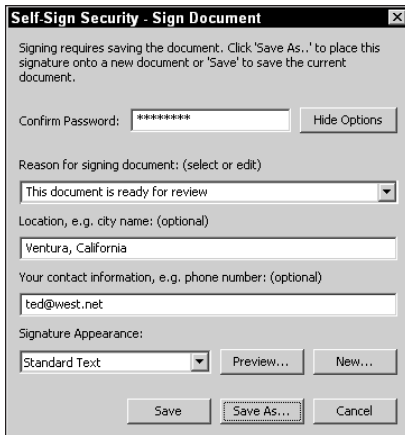 Self-Sign Security - Sign Document
Signing requires saving the document. Click 'Save As..' to place this
signature onto a new document or 'Save' to save the current
document.
Confirm Password: ******** Hide Options
Reason for signing document: (select or edit)
This document is ready for review
Location, e.g. city name: (optional)
Ventura, California
Your contact information, e.g. phone number: (optional)
ted@west.net
Signature Appearance:
Standard Text Preview... New...
Save Save As... Cancel